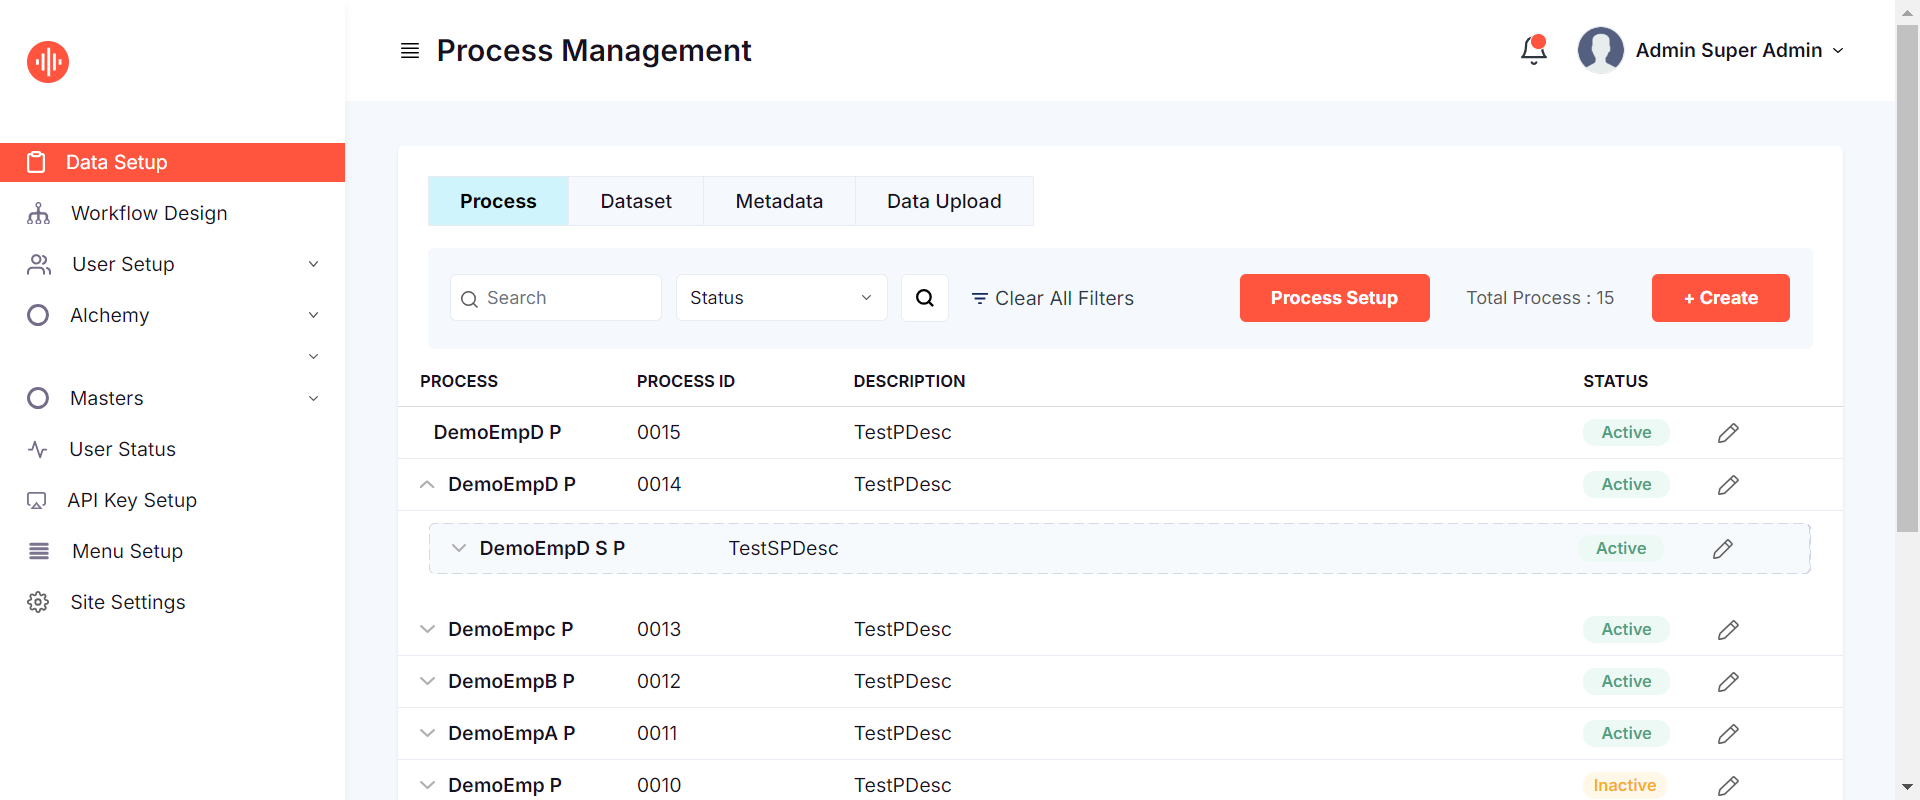 Process Management
Admin Super Admin
Data Setup
Workflow Design
User Setup
Alchemy
Masters
User Status
API Key Setup
Menu Setup
Site Settings
Process Dataset Metadata Data Upload
Search Status Clear All Filters Process Setup Total Process : 15 + Create
PROCESS PROCESS ID DESCRIPTION STATUS
DemoEmpD P 0015 TestPDesc Active
DemoEmpD P 0014 TestPDesc Active
DemoEmpD S P TestSPDesc Active
DemoEmpc P 0013 TestPDesc Active
DemoEmpB P 0012 TestPDesc Active
DemoEmpA P 0011 TestPDesc Active
DemoEmp P 0010 TestPDesc Inactive